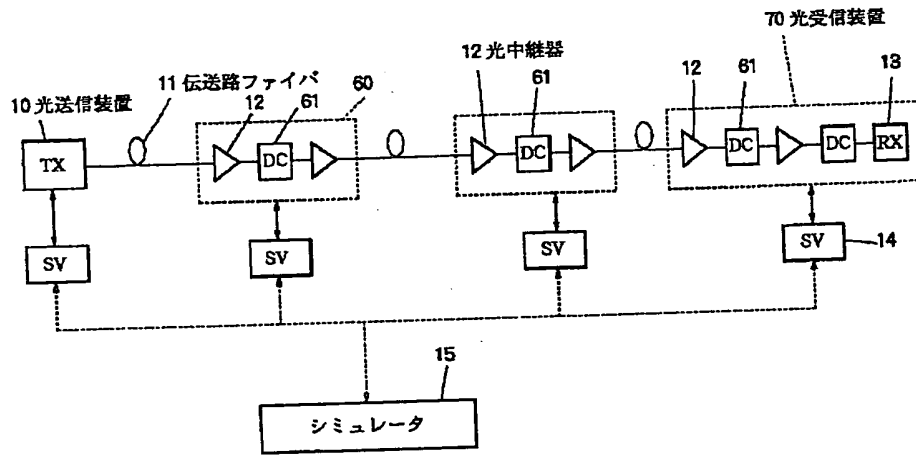 70 光受信装置
12 光中継器
12
61
13
61
11 伝送路ファイバ
60
12
61
10 光送信装置
TX
DC
DC
DC
DC
RX
SV
SV
SV
SV
14
15
シミュレータ